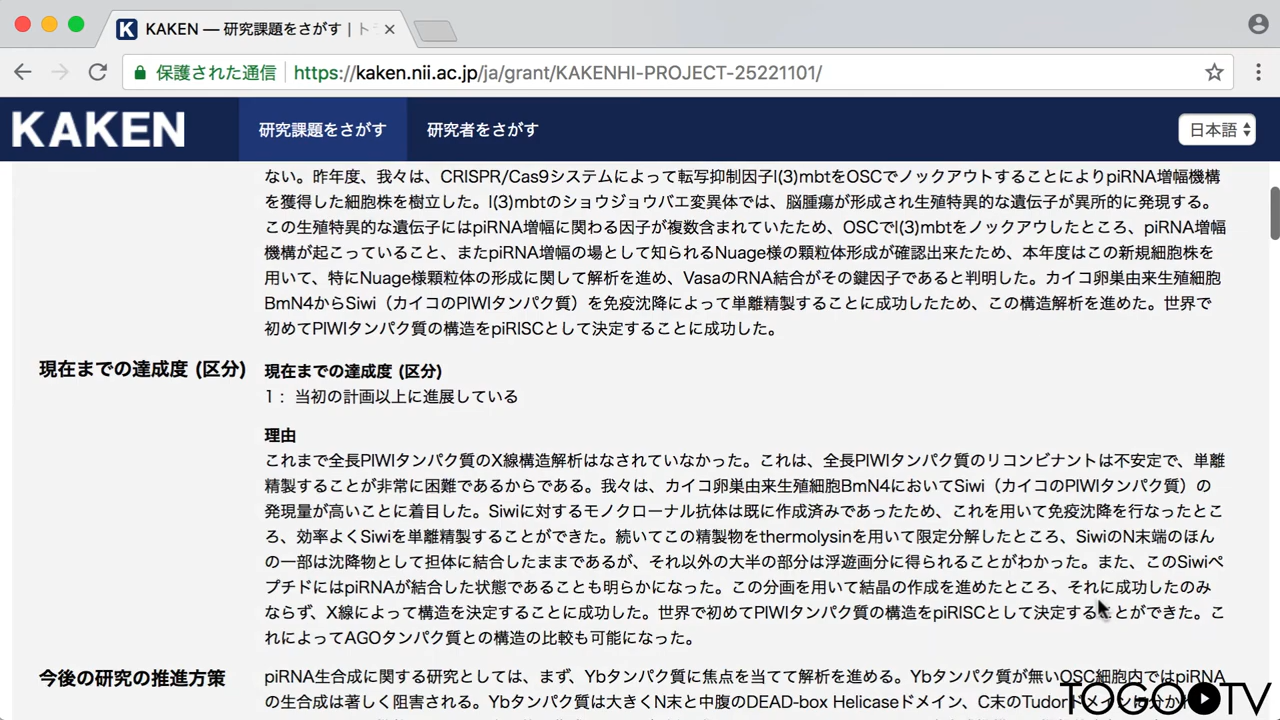 KAKEN — 研究課題をさがす | ト
保護された通信
https://kaken.nii.ac.jp/ja/grant/KAKENHI-PROJECT-25221101/
KAKEN
研究課題をさがす
研究者をさがす
日本語
ない。昨年度、我々は、CRISPR/Cas9システムによって転写抑制因子l(3)mbtをOSCでノックアウトすることによりpiRNA増幅機構
を獲得した細胞株を樹立した。l(3)mbtのショウジョウバエ変異体では、脳腫瘍が形成され生殖特異的な遺伝子が異所的に発現する。
この生殖特異的な遺伝子にはpiRNA増幅に関わる因子が複数含まれていたため、OSCでl(3)mbtをノックアウしたところ、piRNA増幅
機構が起こっていること、またpiRNA増幅の場として知られるNuage様の顆粒体形成が確認出来たため、本年度はこの新規細胞株を
用いて、特にNuage様顆粒体の形成に関して解析を進め、VasaのRNA結合がその鍵因子であると判明した。カイコ卵巣由来生殖細胞
BmN4からSiwi（カイコのPIWIタンパク質）を免疫沈降によって単離精製することに成功したため、この構造解析を進めた。世界で
初めてPIWIタンパク質の構造をpiRISCとして決定することに成功した。
現在までの達成度 (区分)
現在までの達成度 (区分)
1： 当初の計画以上に進展している
理由
これまで全長PIWIタンパク質のX線構造解析はなされていなかった。これは、全長PIWIタンパク質のリコンビナントは不安定で、単離
精製することが非常に困難であるからである。我々は、カイコ卵巣由来生殖細胞BmN4においてSiwi（カイコのPIWIタンパク質）の
発現量が高いことに着目した。Siwiに対するモノクローナル抗体は既に作成済みであったため、これを用いて免疫沈降を行なったとこ
ろ、効率よくSiwiを単離精製することができた。続いてこの精製物をthermolysinを用いて限定分解したところ、SiwiのN末端のほん
の一部は沈降物として担体に結合したままであるが、それ以外の大半の部分は浮遊画分に得られることがわかった。また、このSiwiペ
プチドにはpiRNAが結合した状態であることも明らかになった。この分画を用いて結晶の作成を進めたところ、それに成功したのみ
ならず、X線によって構造を決定することに成功した。世界で初めてPIWIタンパク質の構造をpiRISCとして決定することができた。こ
れによってAGOタンパク質との構造の比較も可能になった。
今後の研究の推進方策
piRNA生合成に関する研究としては、まず、Ybタンパク質に焦点を当てて解析を進める。Ybタンパク質が無いOSC細胞内ではpiRNA
の生合成は著しく阻害される。Ybタンパク質は大きくN末と中腹のDEAD-box Helicaseドメイン、C末のTudorドメインに分か
TOGO TV